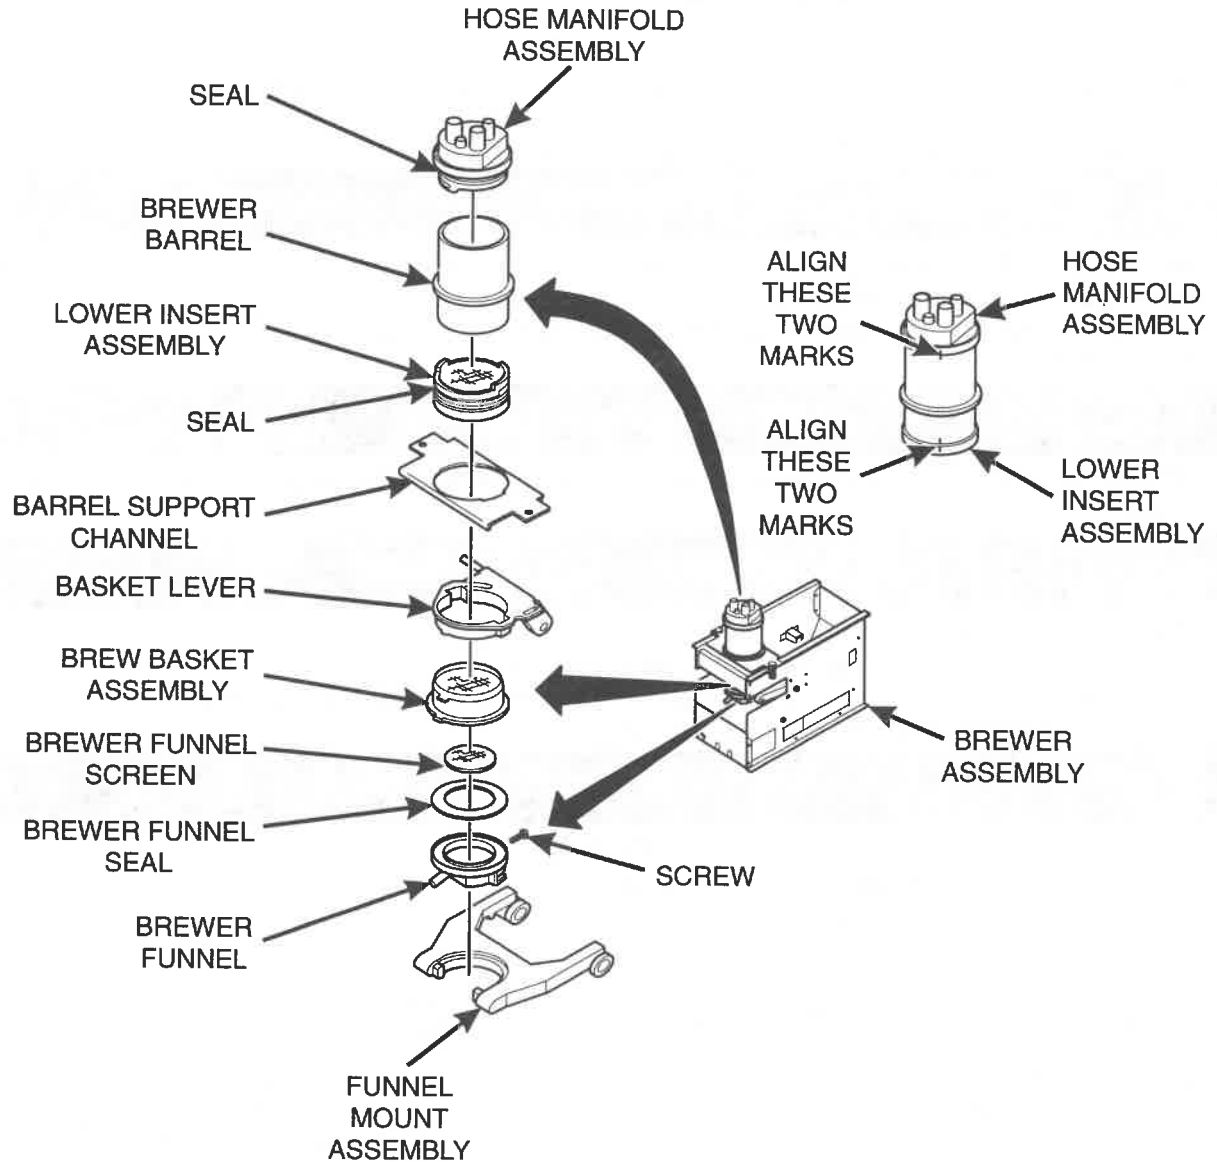 HOSE MANIFOLD
ASSEMBLY
SEAL
BREWER
BARREL
LOWER INSERT
ASSEMBLY
SEAL
BARREL SUPPORT
CHANNEL
BASKET LEVER
BREW BASKET
ASSEMBLY
BREWER FUNNEL
SCREEN
BREWER FUNNEL
SEAL
BREWER
FUNNEL
FUNNEL
MOUNT
ASSEMBLY
SCREW
BREWER
ASSEMBLY
ALIGN
THESE
TWO
MARKS
ALIGN
THESE
TWO
MARKS
HOSE
MANIFOLD
ASSEMBLY
LOWER
INSERT
ASSEMBLY